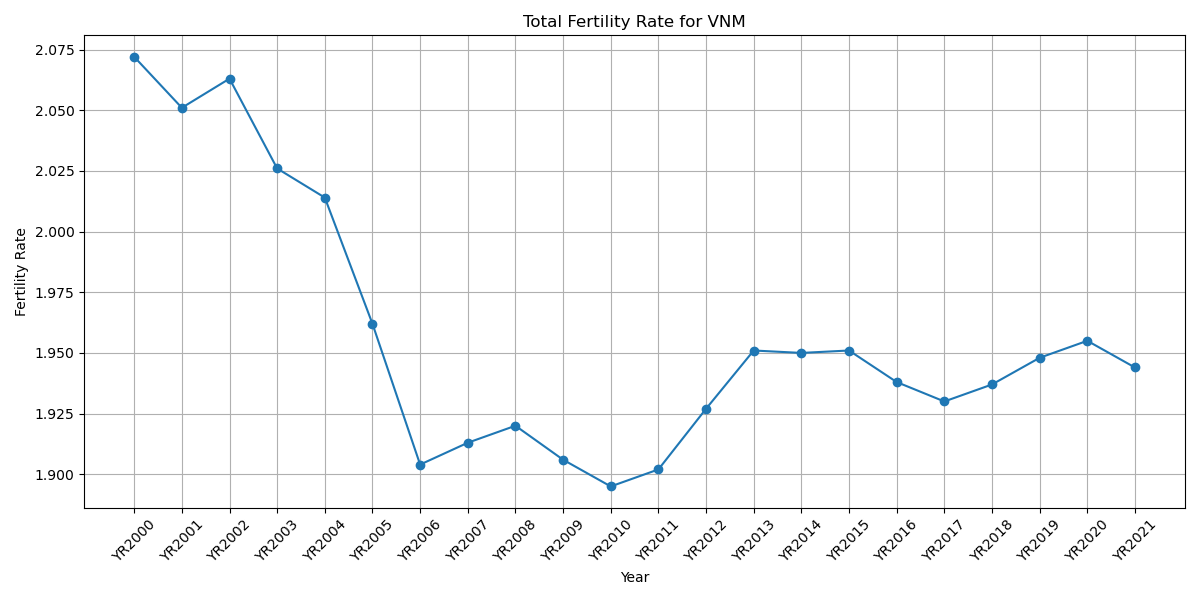 Total Fertility Rate for VNM
Fertility Rate
2.075
2.050
2.025
2.000
1.975
1.950
1.925
1.900
YR2000
YR2001
YR2002
YR2003
YR2004
YR2005
YR2006
YR2007
YR2008
YR2009
YR2010
YR2011
YR2012
YR2013
YR2014
YR2015
YR2016
YR2017
YR2018
YR2019
YR2020
YR2021
Year